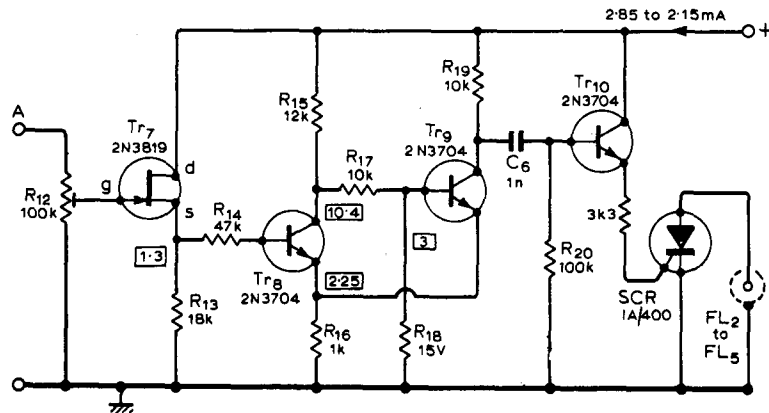 2·85 to 2·15mA
+
A
R19
10k
Tr10
2N3704
Tr7
2N3819
R15
12k
d
g
s
R17
10k
Tr9
2N3704
C6
1n
R12
100k
R14
47k
10·4
3
3k3
1·3
Tr8
2N3704
2·25
R20
100k
SCR
1A/400
R13
18k
R16
1k
R18
15V
FL2
to
FL5